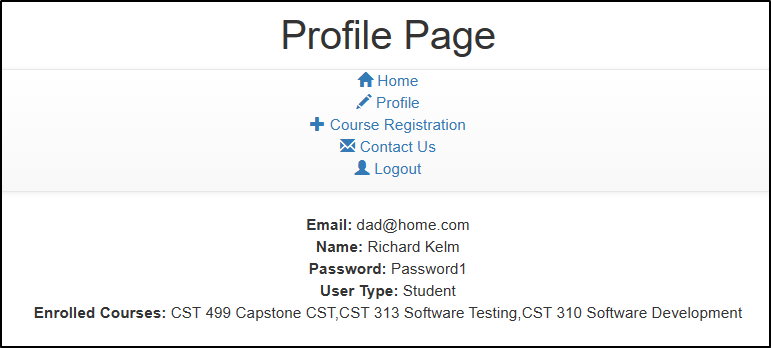 Profile Page
Home
Profile
Course Registration
Contact Us
Logout
Email: dad@home.com
Name: Richard Kelm
Password: Password1
User Type: Student
Enrolled Courses: CST 499 Capstone CST,CST 313 Software Testing,CST 310 Software Development